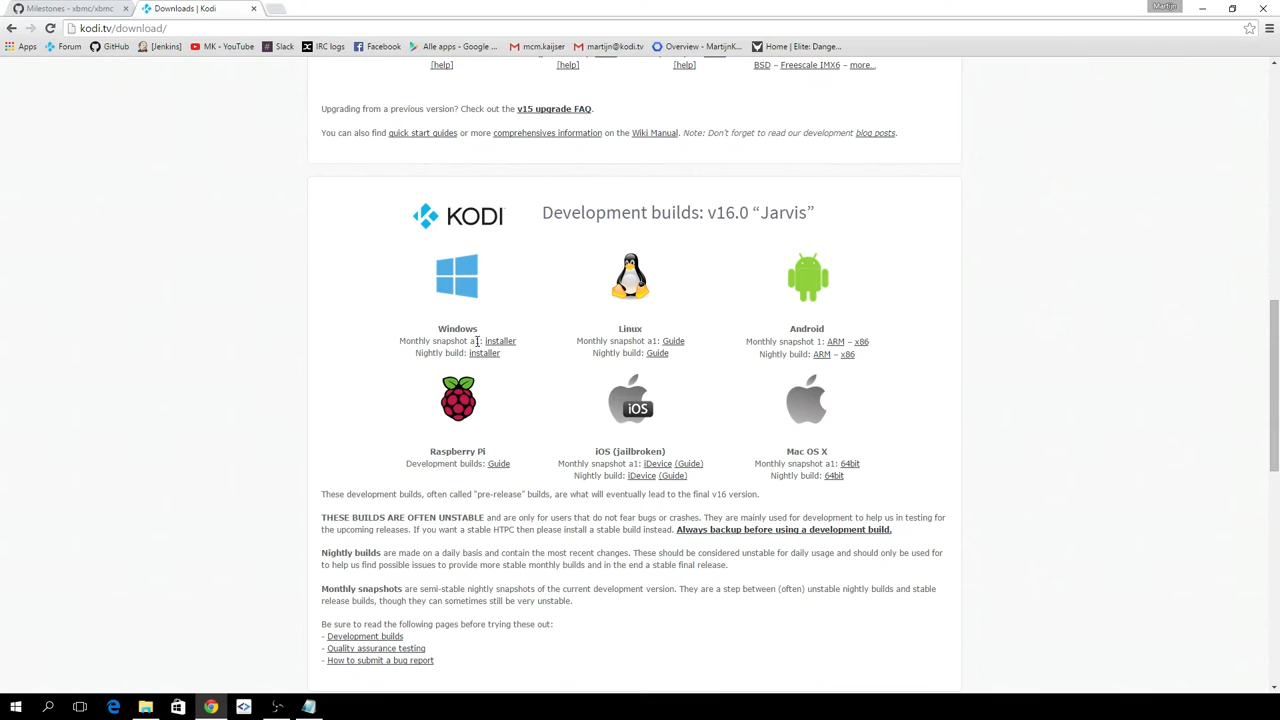 Milestones - xbmc/xbmc
Downloads | Kodi
Martijn
kodi.tv/download/
Apps
Forum
GitHub
[Jenkins]
MK - YouTube
Slack
IRC logs
Facebook
Alle apps - Google ...
mcm.kaijser
martijn@kodi.tv
Overview - MartijnK...
Home | Elite: Dange...
[help] [help] [help] BSD – Freescale IMX6 – more...
Upgrading from a previous version? Check out the v15 upgrade FAQ.
You can also find quick start guides or more comprehensives information on the Wiki Manual. Note: Don't forget to read our development blog posts.
KODI
Development builds: v16.0 “Jarvis”
Windows
Monthly snapshot a1: installer
Nightly build: installer
Linux
Monthly snapshot a1: Guide
Nightly build: Guide
Android
Monthly snapshot 1: ARM – x86
Nightly build: ARM – x86
iOS
Raspberry Pi
Development builds: Guide
iOS (jailbroken)
Monthly snapshot a1: iDevice (Guide)
Nightly build: iDevice (Guide)
Mac OS X
Monthly snapshot a1: 64bit
Nightly build: 64bit
These development builds, often called “pre-release” builds, are what will eventually lead to the final v16 version.
THESE BUILDS ARE OFTEN UNSTABLE and are only for users that do not fear bugs or crashes. They are mainly used for development to help us in testing for
the upcoming releases. If you want a stable HTPC then please install a stable build instead. Always backup before using a development build.
Nightly builds are made on a daily basis and contain the most recent changes. These should be considered unstable for daily usage and should only be used for
to help us find possible issues to provide more stable monthly builds and in the end a stable final release.
Monthly snapshots are semi-stable nightly snapshots of the current development version. They are a step between (often) unstable nightly builds and stable
release builds, though they can sometimes still be very unstable.
Be sure to read the following pages before trying these out:
- Development builds
- Quality assurance testing
- How to submit a bug report